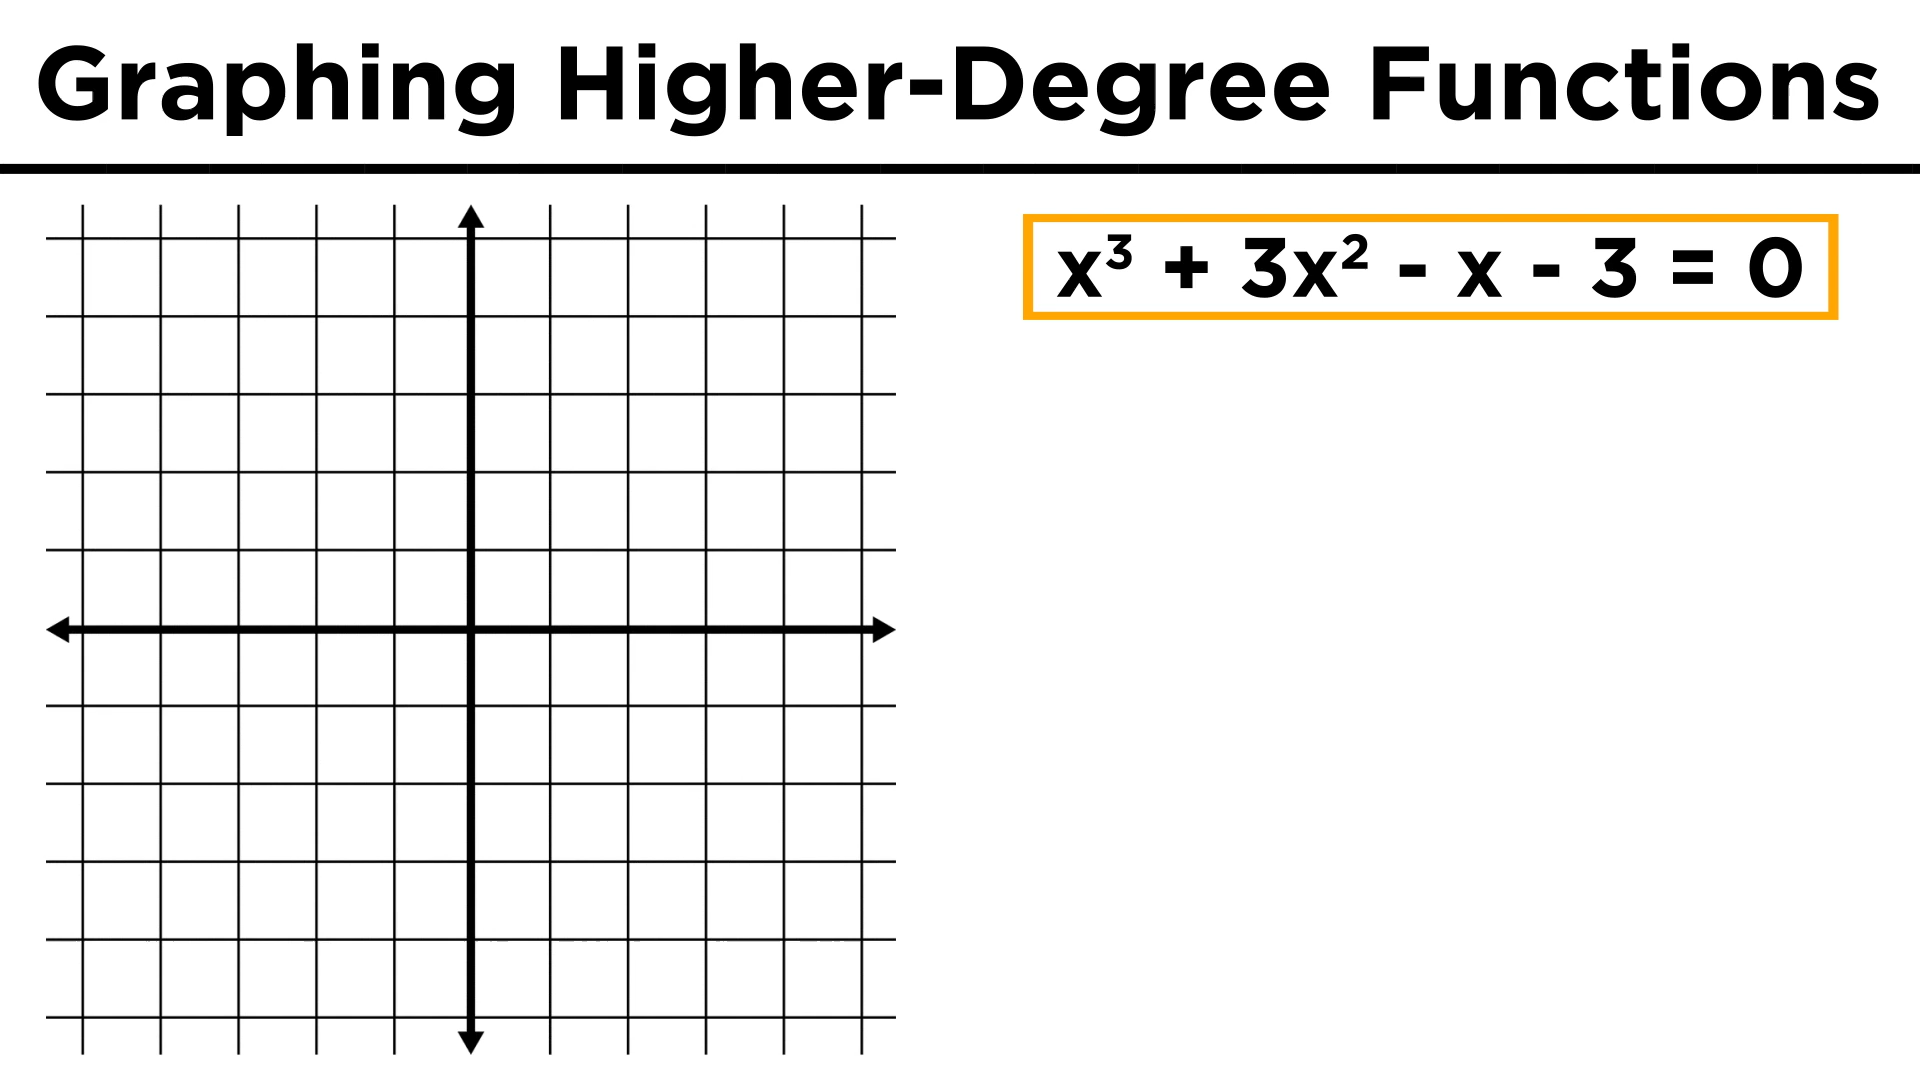 Graphing Higher-Degree Functions
x³ + 3x² - x - 3 = 0